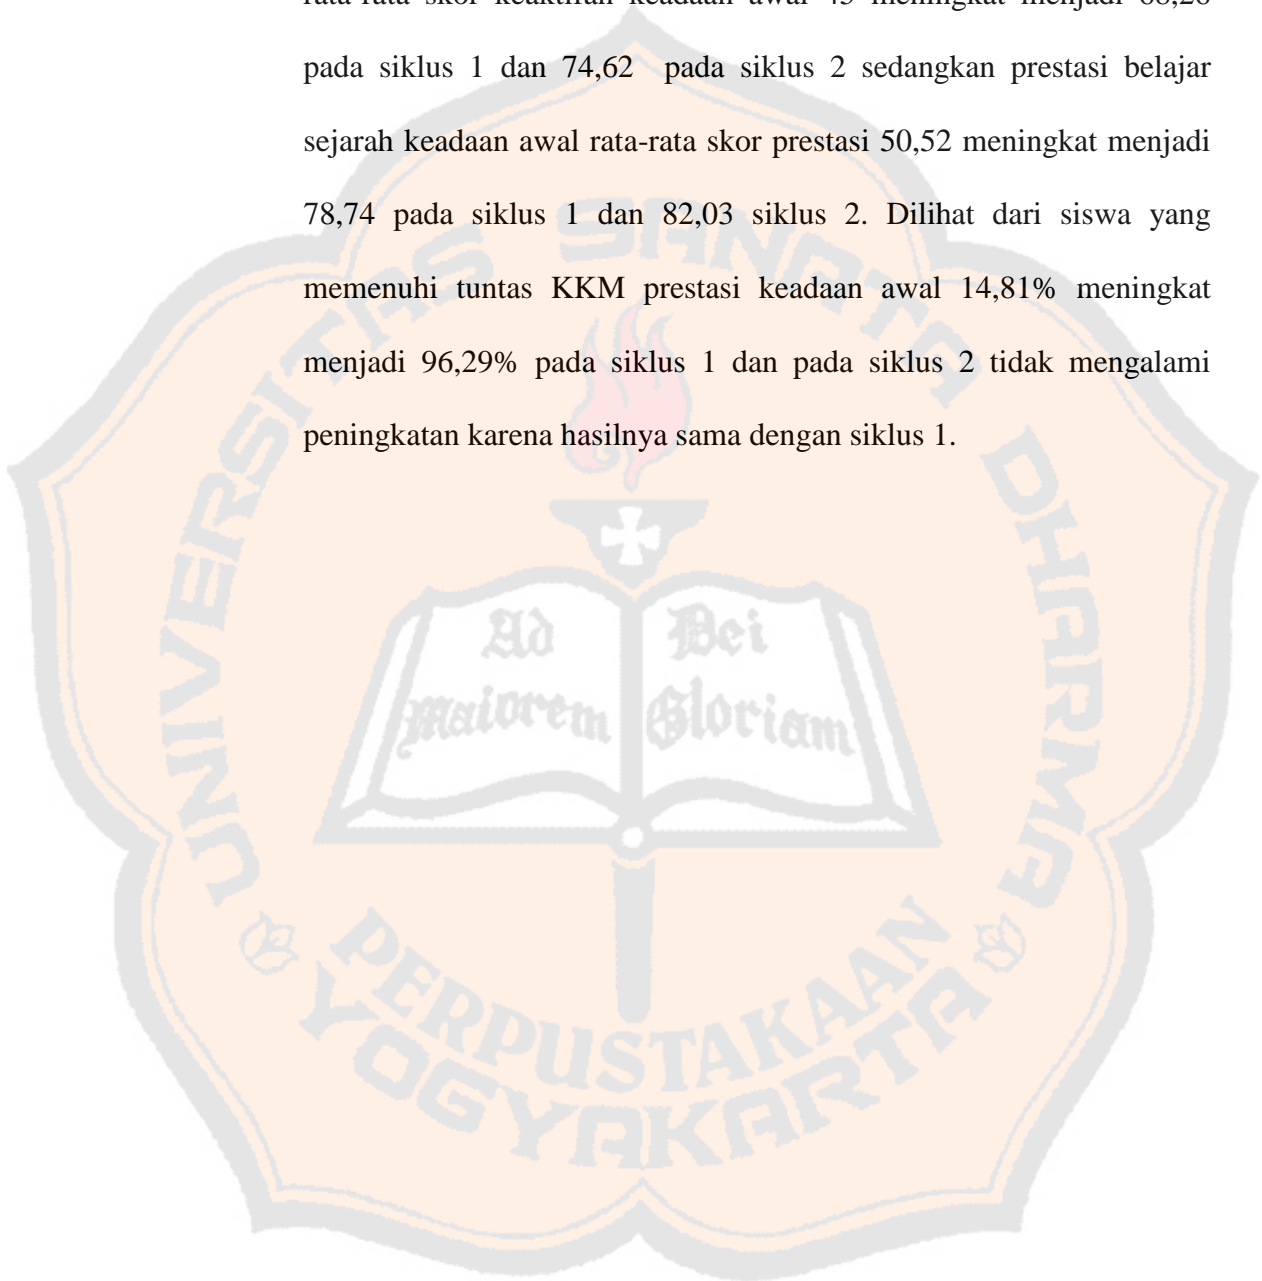 pada siklus 1 dan 74,62 pada siklus 2 sedangkan prestasi belajar
sejarah keadaan awal rata-rata skor prestasi 50,52 meningkat menjadi
78,74 pada siklus 1 dan 82,03 siklus 2. Dilihat dari siswa yang
memenuhi tuntas KKM prestasi keadaan awal 14,81% meningkat
menjadi 96,29% pada siklus 1 dan pada siklus 2 tidak mengalami
peningkatan karena hasilnya sama dengan siklus 1.
UNIVERSITAS SANATA DHARMA
Ad Maiorem
Dei Gloriam
PERPUSTAKAAN
YOGYAKARTA